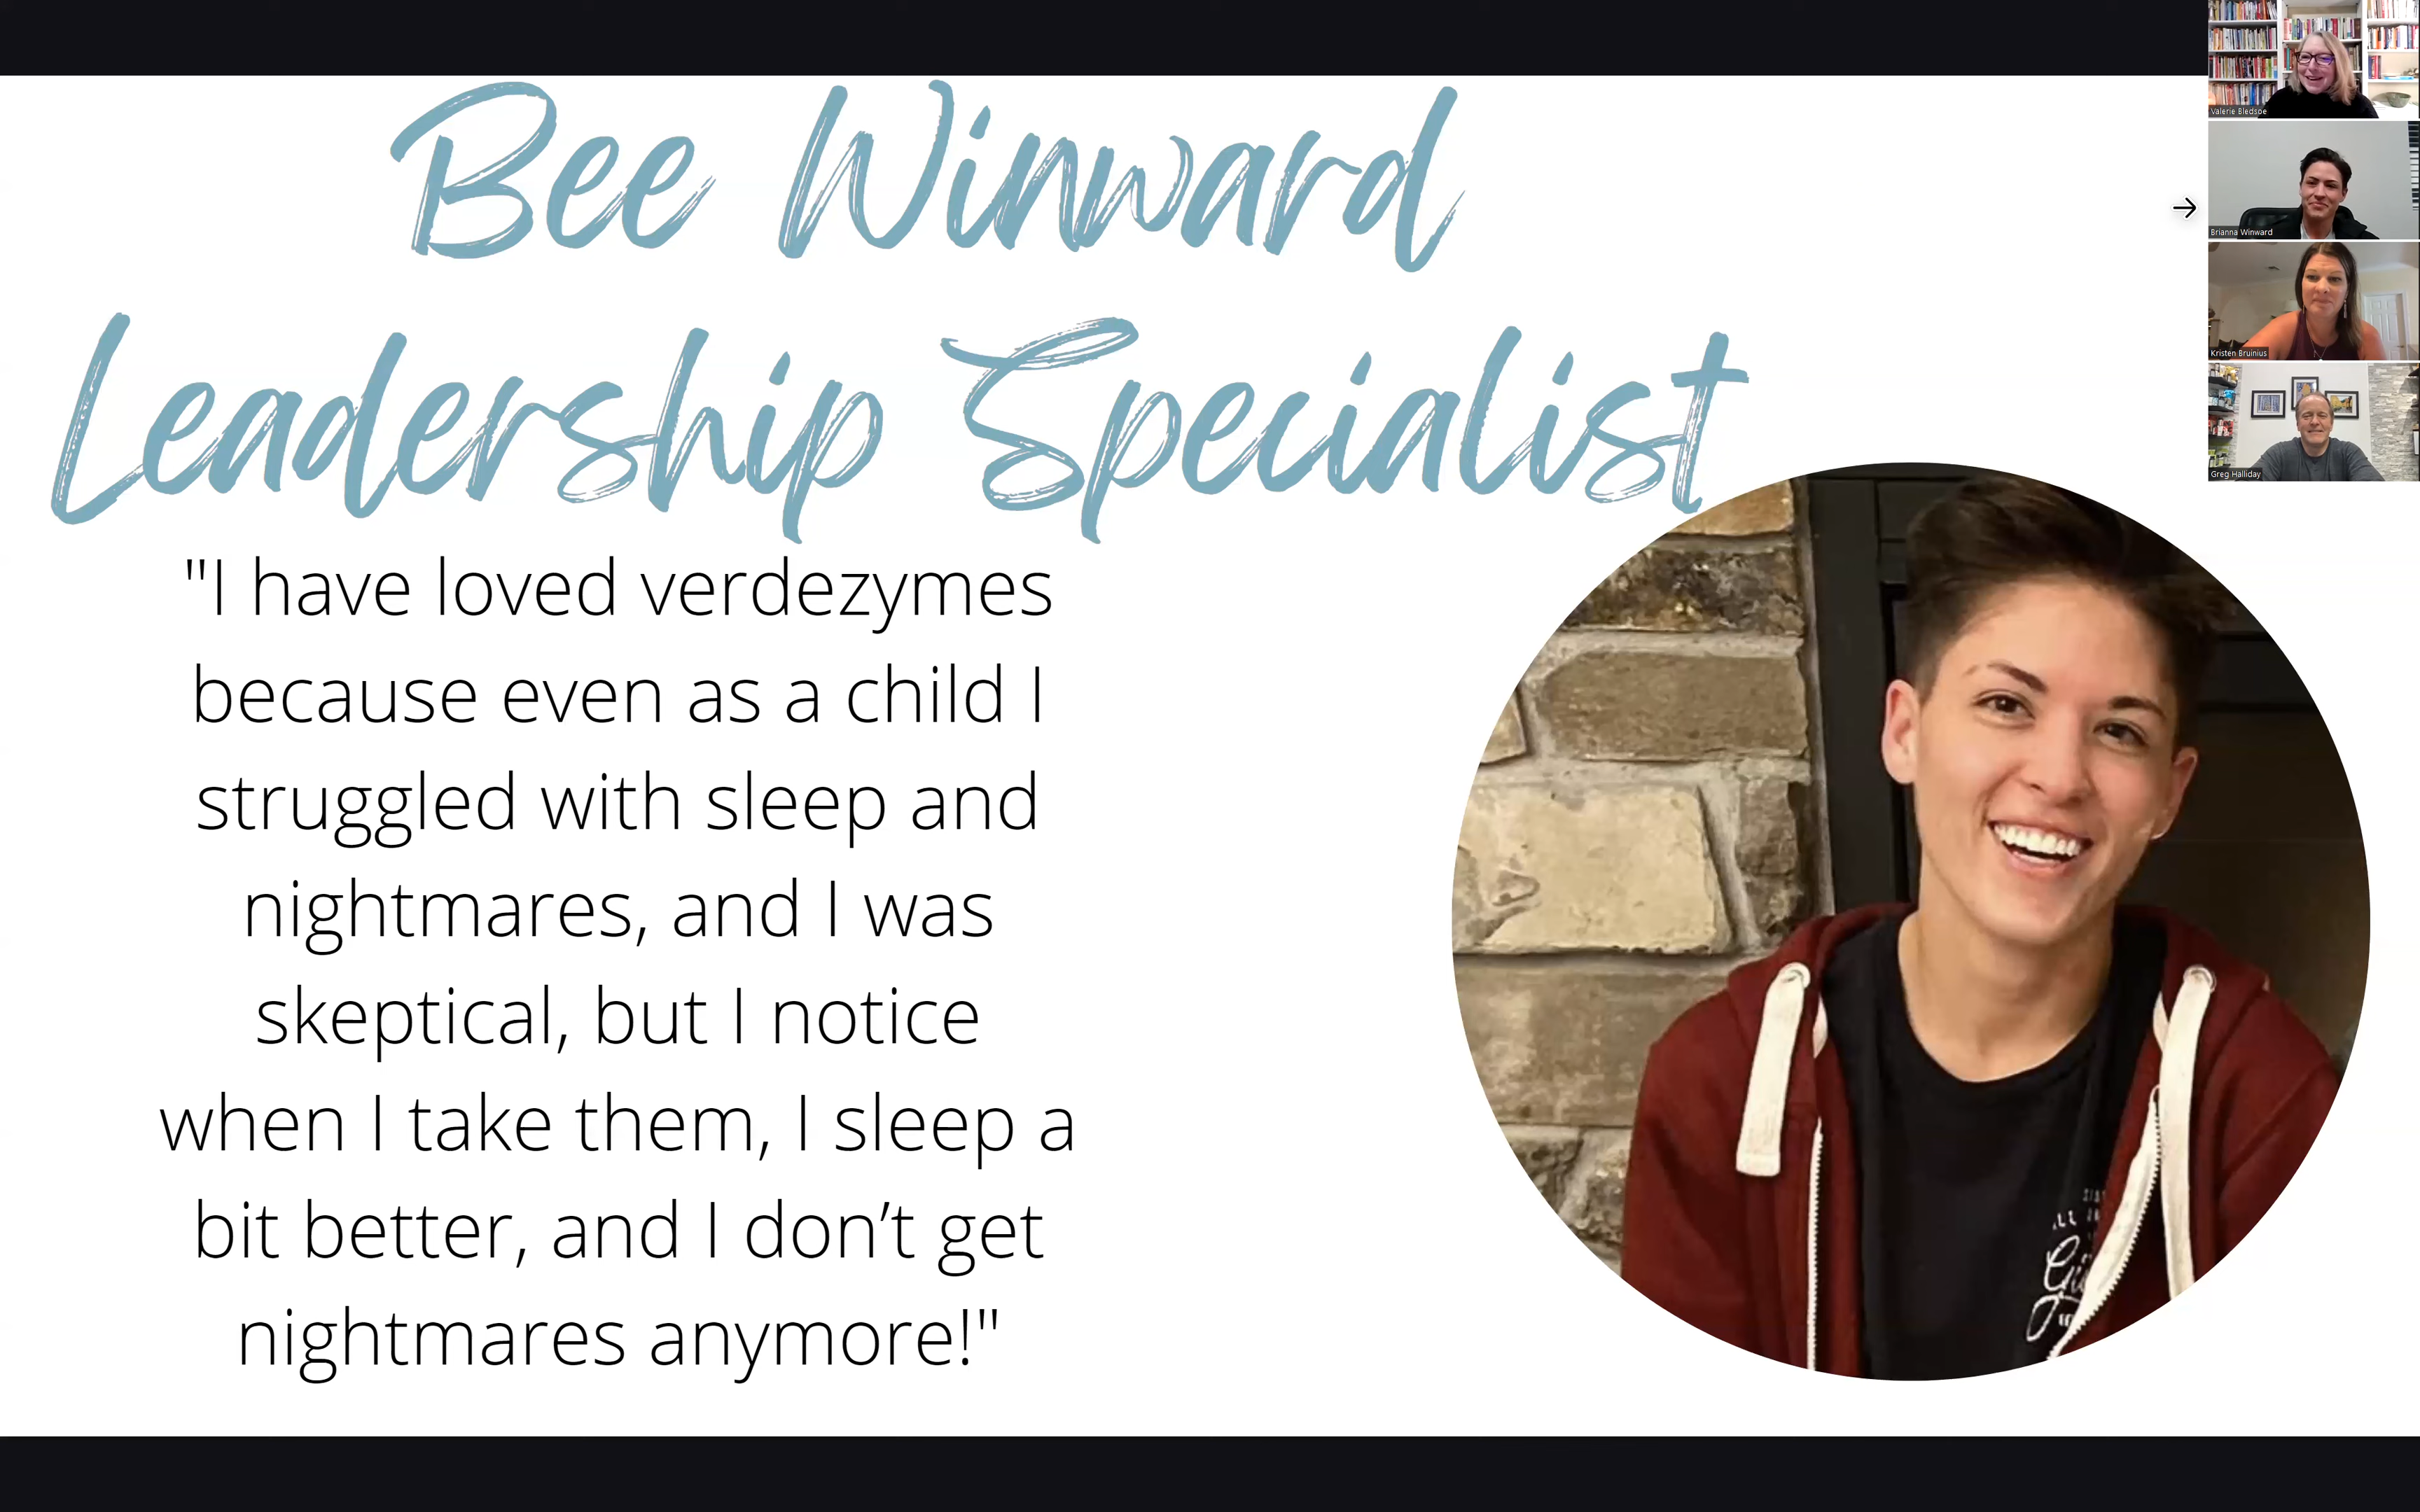 Bee Winward
Leadership Specialist
"I have loved verdezymes
because even as a child I
struggled with sleep and
nightmares, and I was
skeptical, but I notice
when I take them, I sleep a
bit better, and I don’t get
nightmares anymore!"
Valerie Bledsoe
Brianna Winward
Kristen Bruinius
Greg Halliday